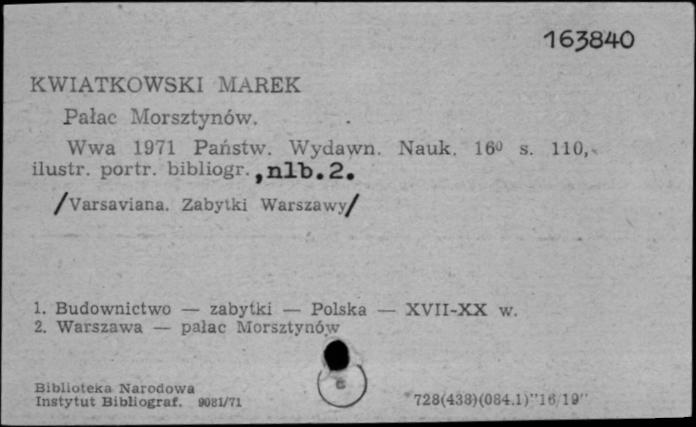 163840
KWIATKOWSKI MAREK
Pałac Morsztynów.
Wwa 1971 Państw. Wydawn. Nauk. 16⁰ s. 110,
ilustr. portr. bibliogr. , nlb. 2.
/Varsaviana. Zabytki Warszawy/
1. Budownictwo — zabytki — Polska — XVII-XX w.
2. Warszawa — pałac Morsztynów
c
Biblioteka Narodowa
Instytut Bibliograf. 9081/71
728(438)(084.1)"16/19"